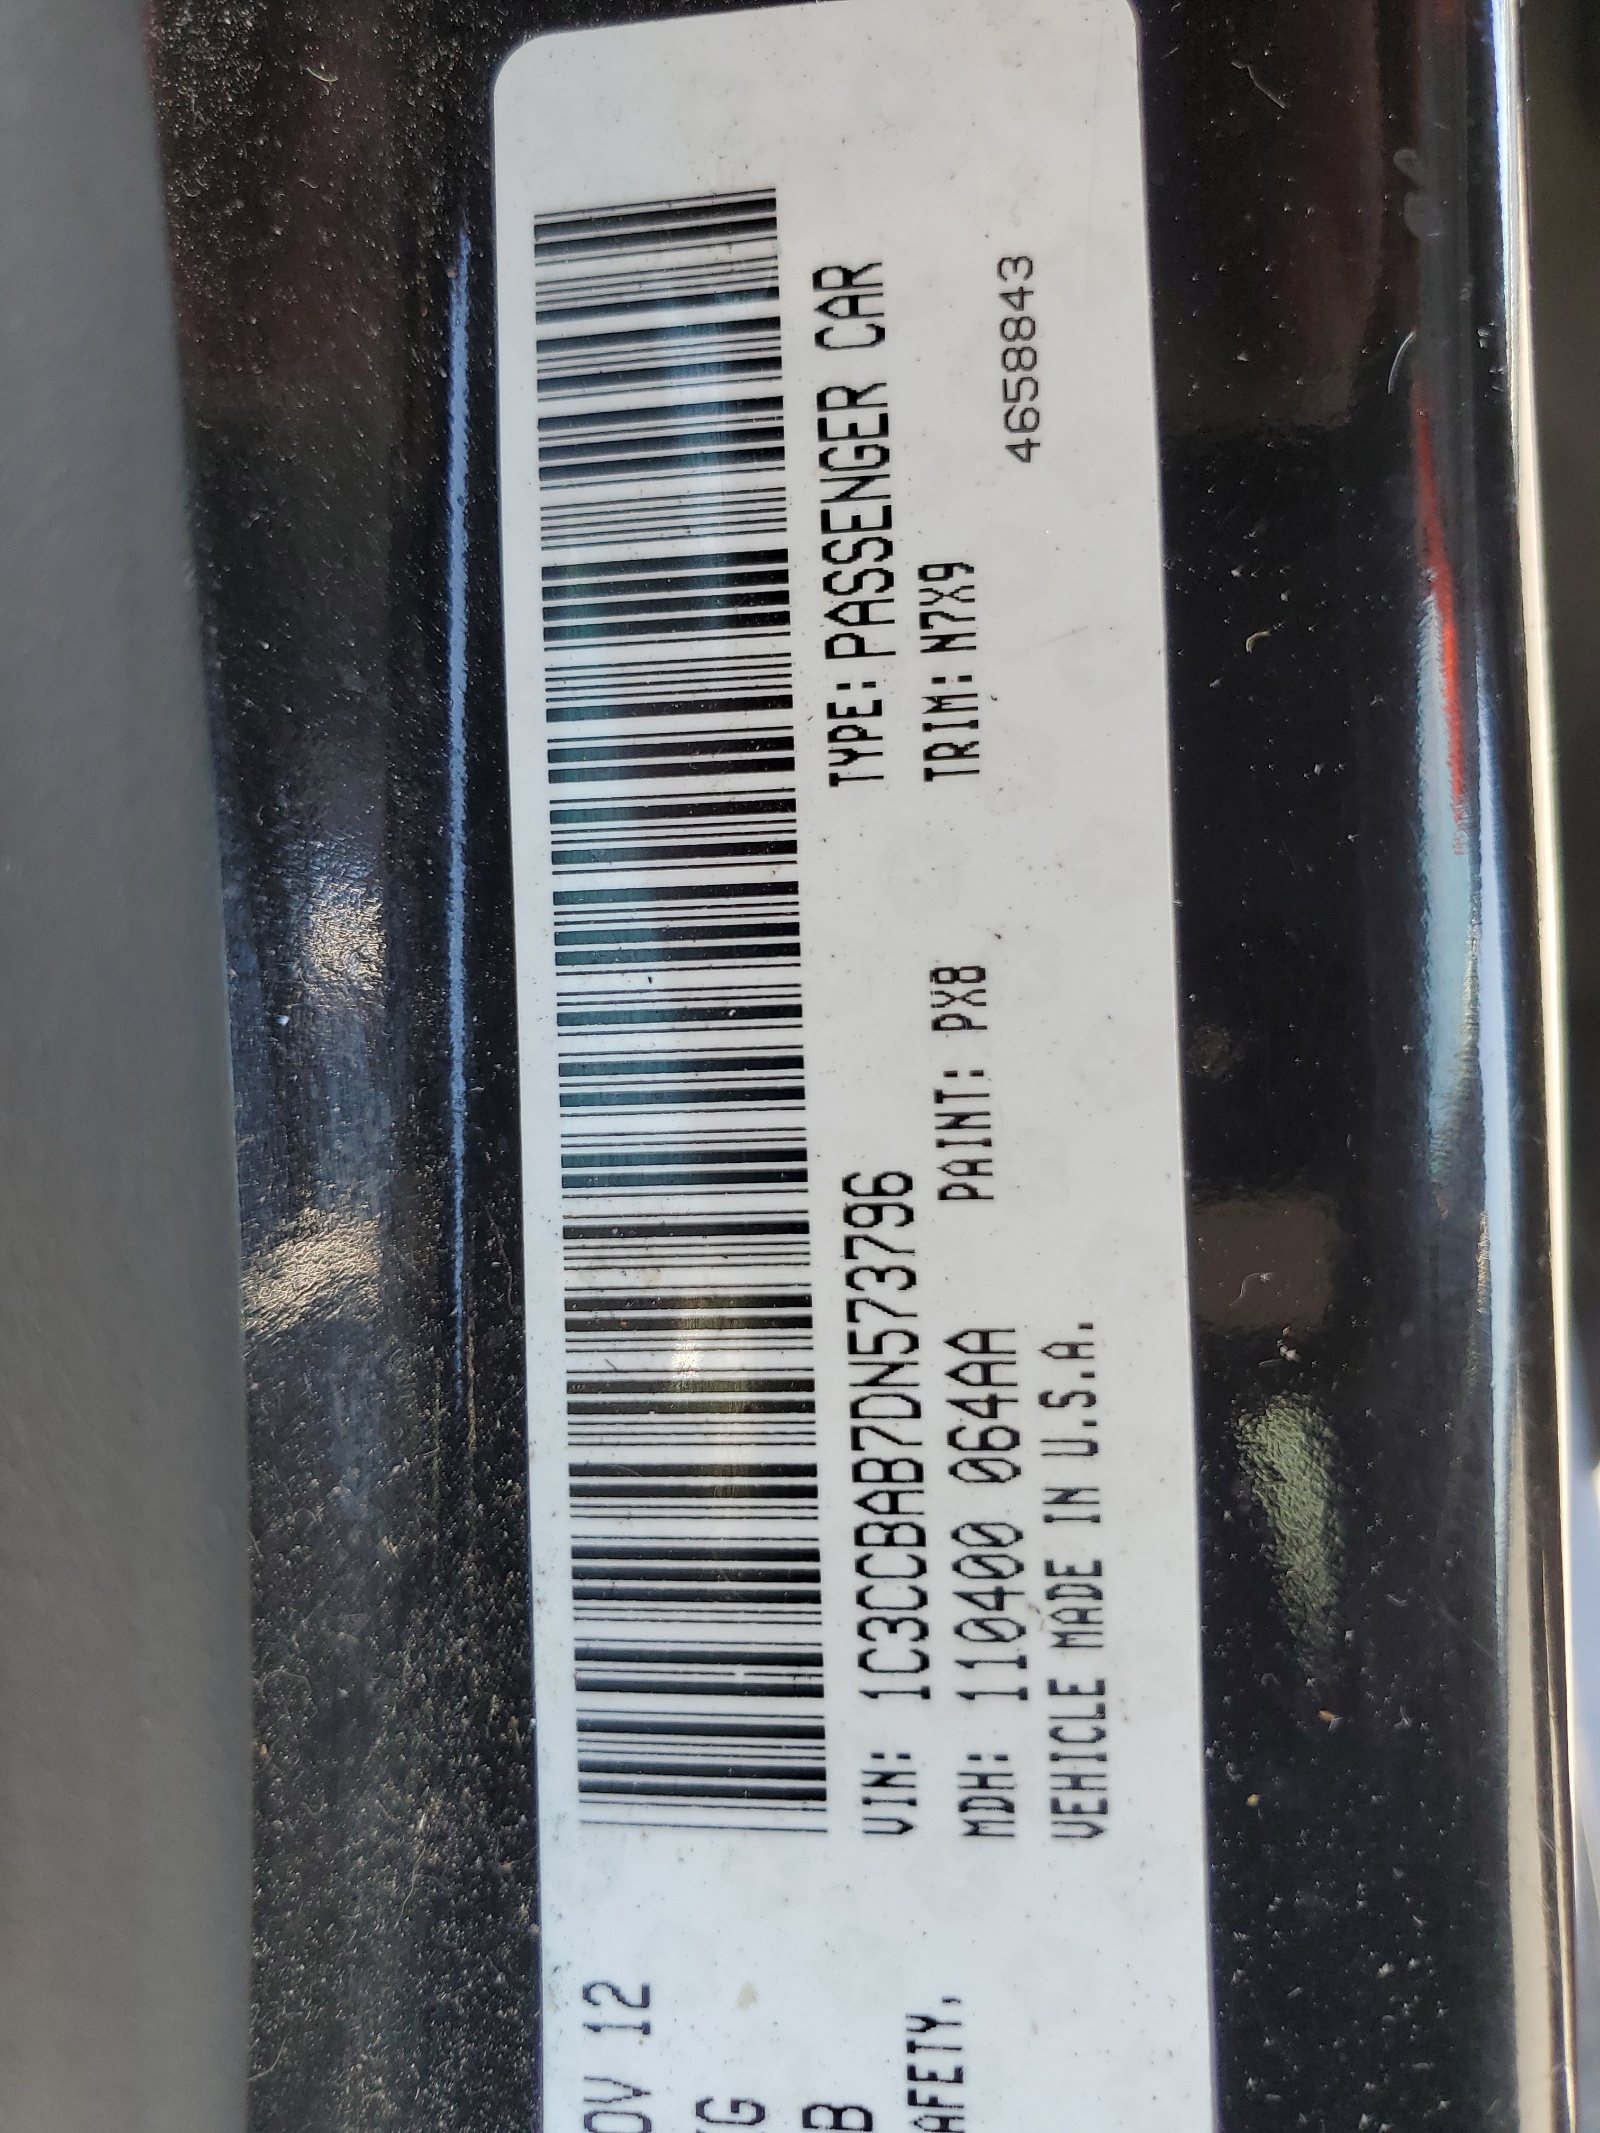 OV 12
KG
B
AFETY,
VIN: 1C3CCBAB7DN573796 TYPE: PASSENGER CAR
MDH: 110400 064AA PAINT: PX8 TRIM: N7X9
VEHICLE MADE IN U.S.A. 4658843